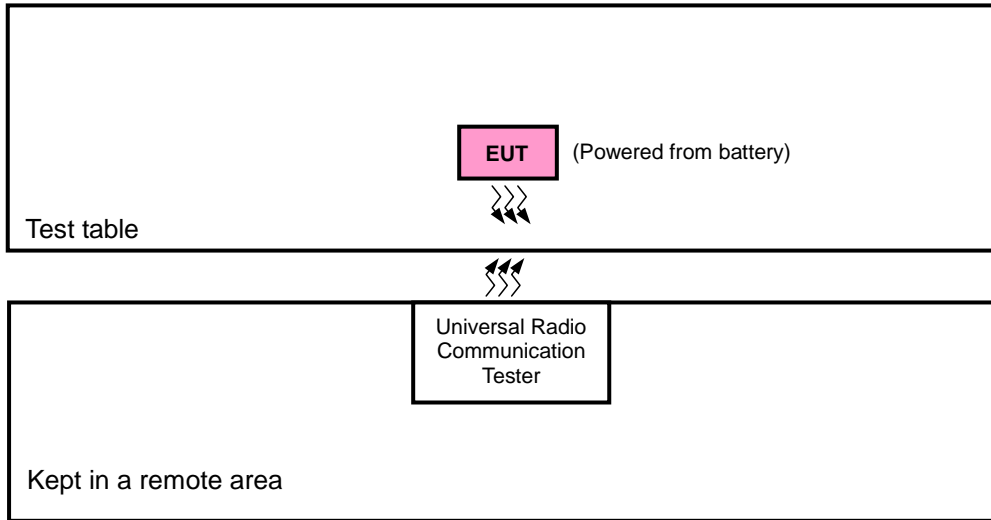 EUT
(Powered from battery)
Test table
Universal Radio
Communication
Tester
Kept in a remote area